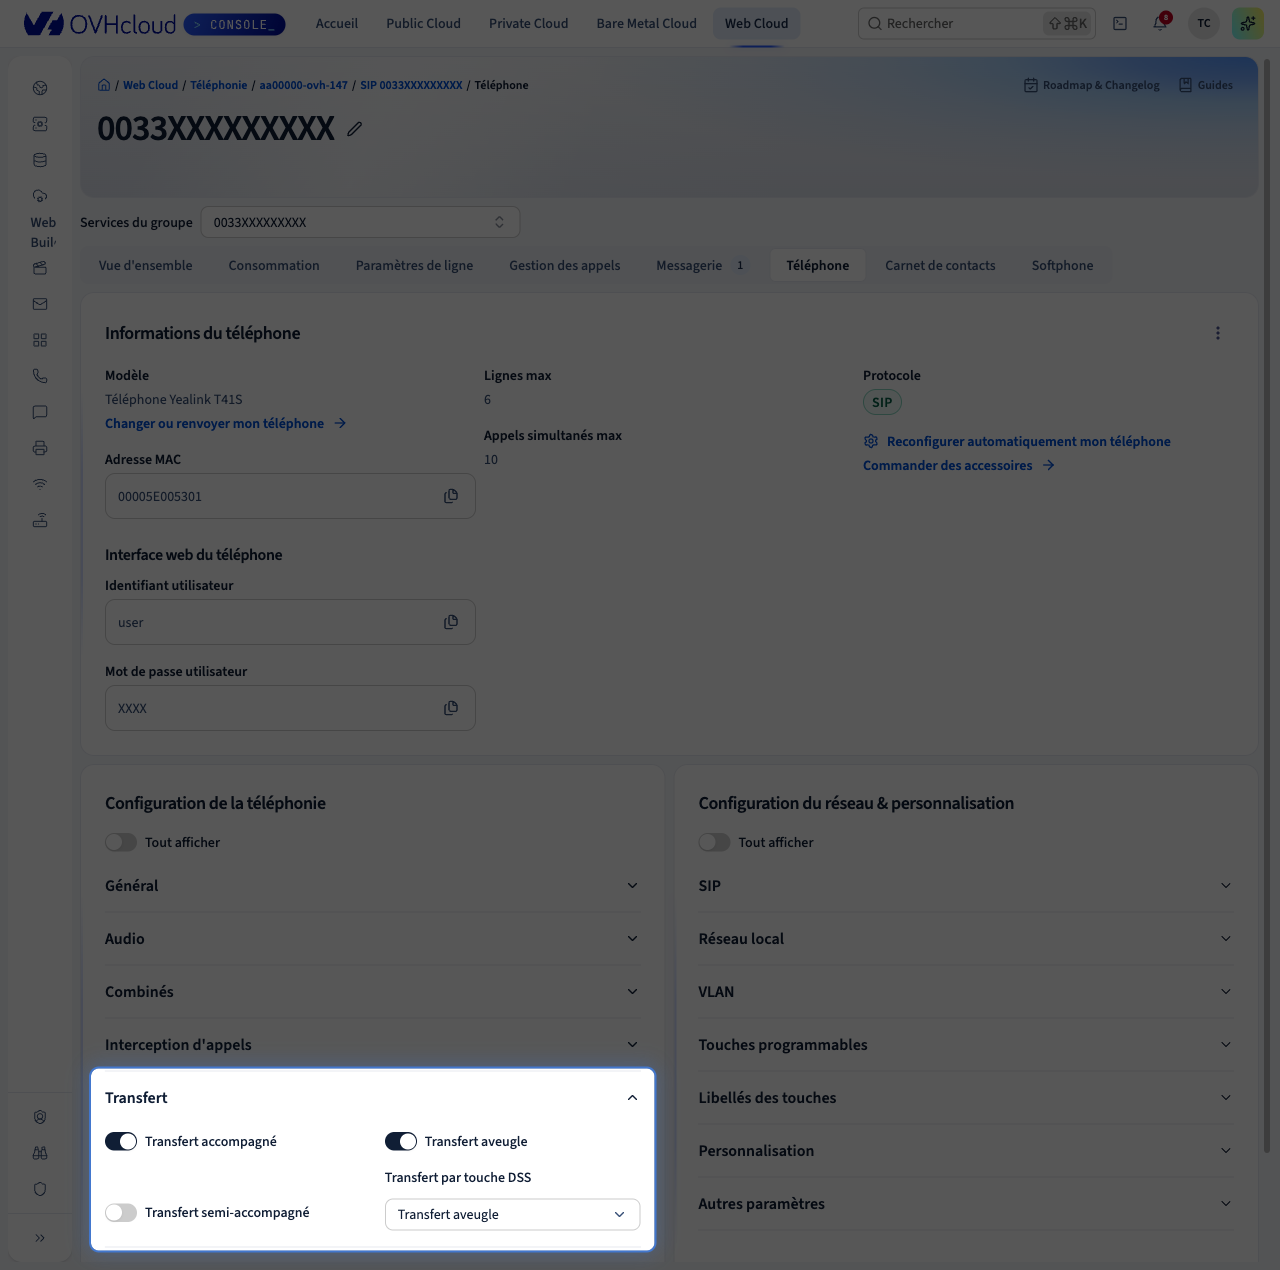 OVHcloud > CONSOLE_ Accueil Public Cloud Private Cloud Bare Metal Cloud Web Cloud Rechercher ⇧⌘K 8 TC
/ Web Cloud / Téléphonie / aa00000-ovh-147 / SIP 0033XXXXXXXXX / Téléphone Roadmap & Changelog Guides
0033XXXXXXXXX
Services du groupe 0033XXXXXXXXX
Web
Buil
Vue d'ensemble Consommation Paramètres de ligne Gestion des appels Messagerie 1 Téléphone Carnet de contacts Softphone
Informations du téléphone
Modèle Lignes max Protocole
Téléphone Yealink T41S 6 SIP
Changer ou renvoyer mon téléphone →
Appels simultanés max
Reconfigurer automatiquement mon téléphone
Adresse MAC 10 Commander des accessoires →
00005E005301
Interface web du téléphone
Identifiant utilisateur
user
Mot de passe utilisateur
XXXX
Configuration de la téléphonie
Tout afficher
Général
Audio
Combinés
Interception d'appels
Transfert
Transfert accompagné Transfert aveugle
Transfert par touche DSS
Transfert semi-accompagné Transfert aveugle
Configuration du réseau & personnalisation
Tout afficher
SIP
Réseau local
VLAN
Touches programmables
Libellés des touches
Personnalisation
Autres paramètres